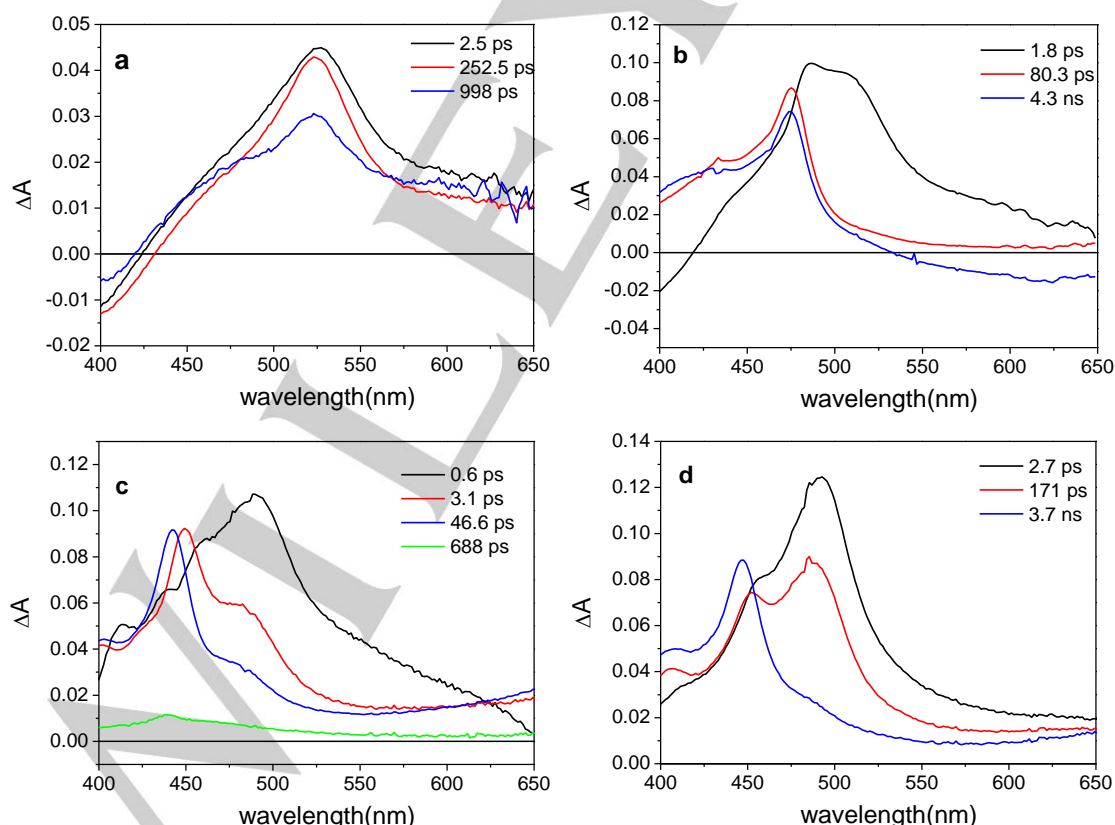 a
2.5 ps
252.5 ps
998 ps
0.05
0.04
0.03
0.02
0.01
0.00
-0.01
-0.02
ΔA
400 450 500 550 600 650
wavelength(nm)
b
1.8 ps
80.3 ps
4.3 ns
0.12
0.10
0.08
0.06
0.04
0.02
0.00
-0.02
-0.04
ΔA
400 450 500 550 600 650
wavelength(nm)
c
0.6 ps
3.1 ps
46.6 ps
688 ps
0.12
0.10
0.08
0.06
0.04
0.02
0.00
ΔA
400 450 500 550 600 650
wavelength(nm)
d
2.7 ps
171 ps
3.7 ns
0.14
0.12
0.10
0.08
0.06
0.04
0.02
0.00
ΔA
400 450 500 550 600 650
wavelength(nm)